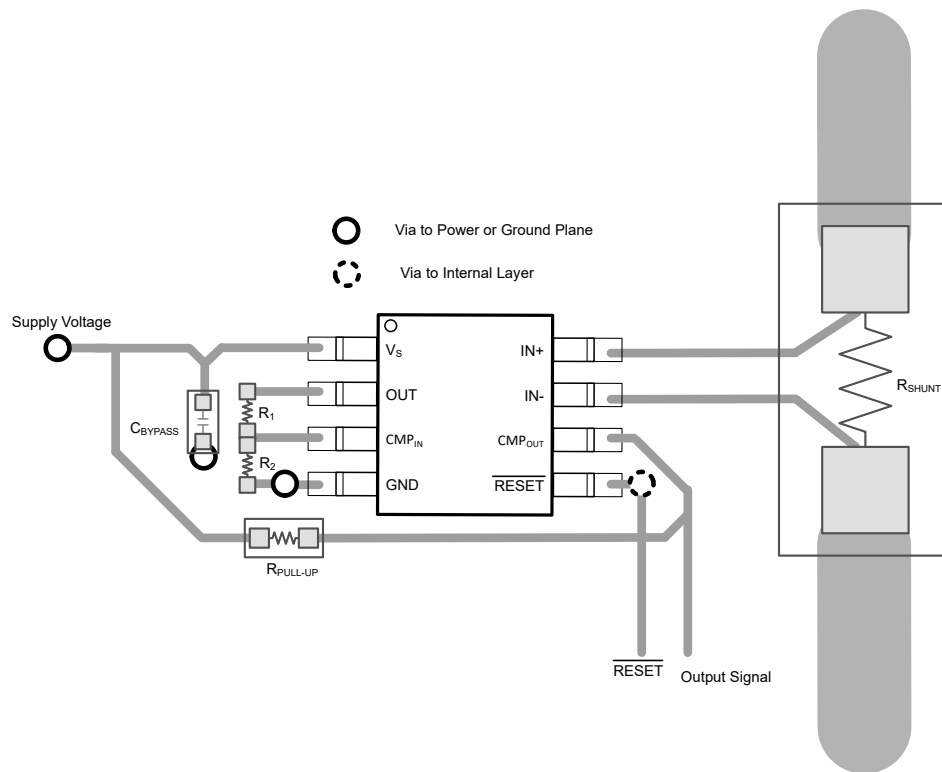 Via to Power or Ground Plane
Via to Internal Layer
Supply Voltage
VS
IN+
OUT
IN-
RSHUNT
R1
CBYPASS
CMPIN
CMPOUT
R2
GND
RESET
RPULL-UP
RESET
Output Signal